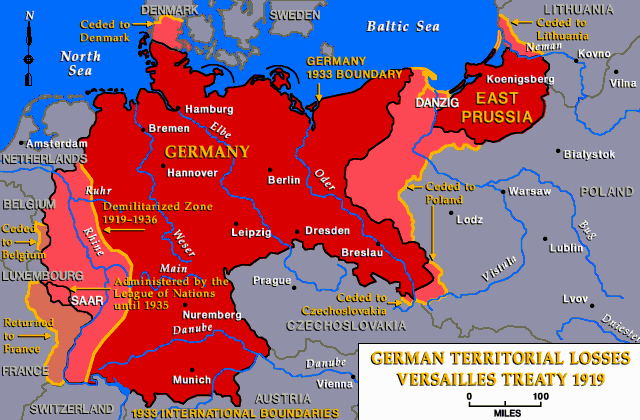 DENMARK
SWEDEN
LITHUANIA
Ceded to
Denmark
Baltic Sea
Ceded to
Lithuania
N
North
Sea
Neman
Kovno
GERMANY
1933 BOUNDARY
Koenigsberg
Vilna
DANZIG
EAST
PRUSSIA
Hamburg
Bremen
Elbe
Amsterdam
NETHERLANDS
GERMANY
Bialystok
Hannover
Berlin
Oder
Ruhr
Ceded to
Poland
Warsaw
POLAND
BELGIUM
Demilitarized Zone
1919-1936
Lodz
Ceded
to
Belgium
Rhine
Weser
Leipzig
Dresden
Breslau
Bug
Lublin
LUXEMBOURG
Main
Vistula
Administered by the
League of Nations
until 1935
SAAR
Prague
Ceded to
Czechoslovakia
Lvov
Nuremberg
Returned
to
France
Danube
CZECHOSLOVAKIA
Dniester
FRANCE
Danube
Munich
Vienna
GERMAN TERRITORIAL LOSSES
VERSAILLES TREATY 1919
0 100
MILES
SWITZERLAND
AUSTRIA
1933 INTERNATIONAL BOUNDARIES